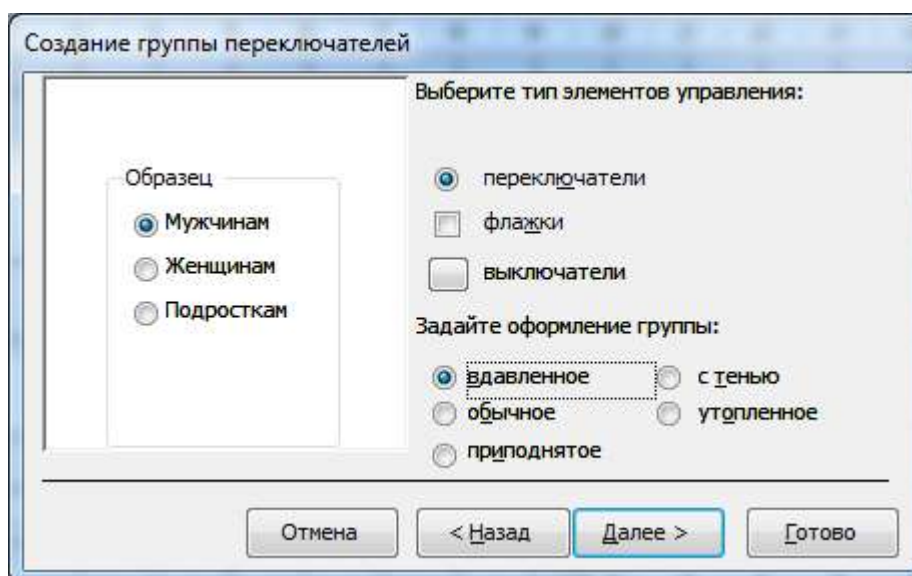 Создание группы переключателей
Выберите тип элементов управления:
Образец
Мужчинам
Женщинам
Подросткам
переключатели
флажки
выключатели
Задайте оформление группы:
вдавленное
с тенью
обычное
утопленное
приподнятое
Отмена
< Назад
Далее >
Готово